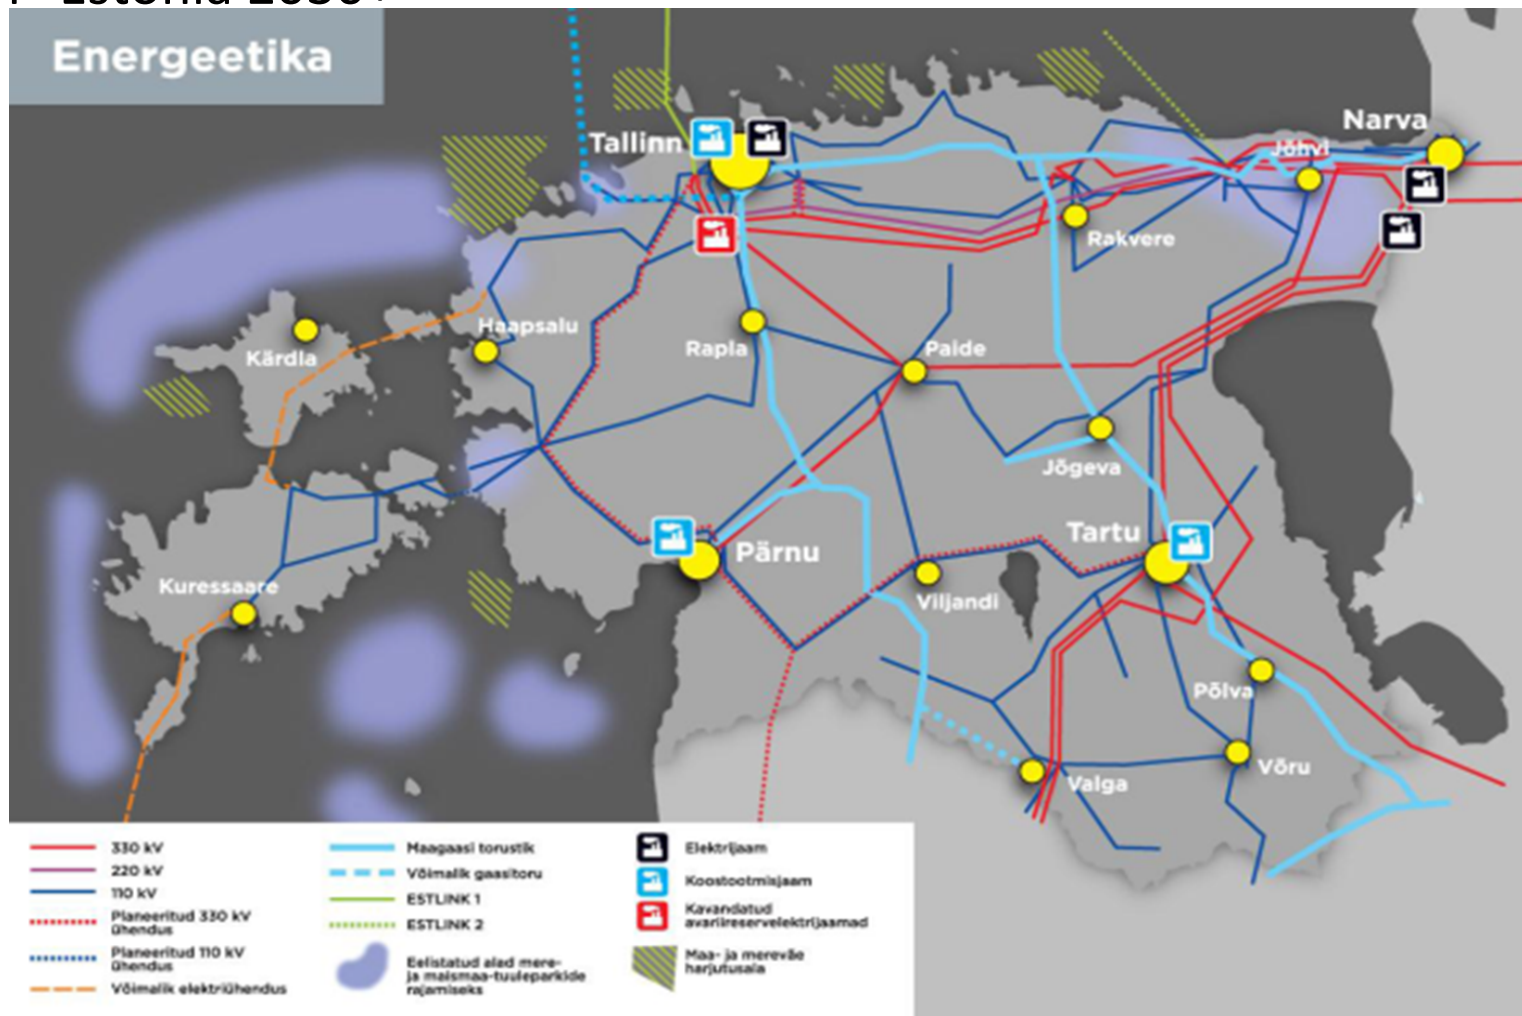 Energeetika
Tallinn
Narva
Jõhvi
Rakvere
Haapsalu
Kärdla
Rapla
Paide
Jõgeva
Kuressaare
Pärnu
Tartu
Viljandi
Põlva
Võru
Valga
330 kV
220 kV
110 kV
Planeeritud 330 kV
ühendus
Planeeritud 110 kV
ühendus
Võimalik elektriühendus
Maagaasi torustik
Võimalik gaasitoru
ESTLINK 1
ESTLINK 2
Eelistatud alad mere-
ja maismaa-tuuleparkide
rajamiseks
Elektrijaam
Koostootmisjaam
Kavandatud
avariireservelektrijaamad
Maa- ja mereväe
harjutusala